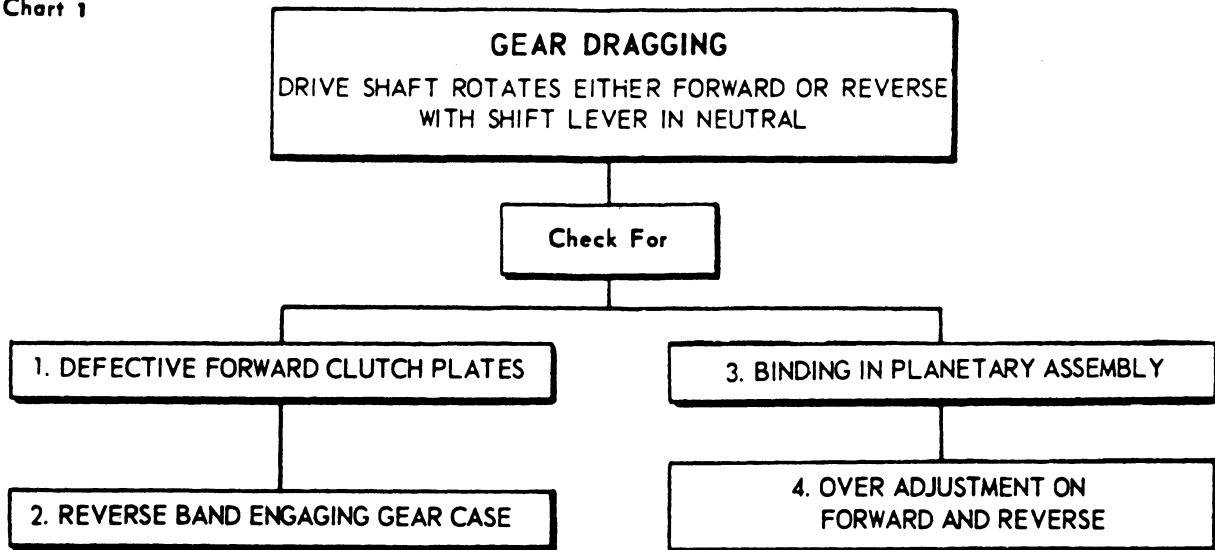 Chart 1
GEAR DRAGGING
DRIVE SHAFT ROTATES EITHER FORWARD OR REVERSE
WITH SHIFT LEVER IN NEUTRAL
Check For
1. DEFECTIVE FORWARD CLUTCH PLATES
2. REVERSE BAND ENGAGING GEAR CASE
3. BINDING IN PLANETARY ASSEMBLY
4. OVER ADJUSTMENT ON
FORWARD AND REVERSE